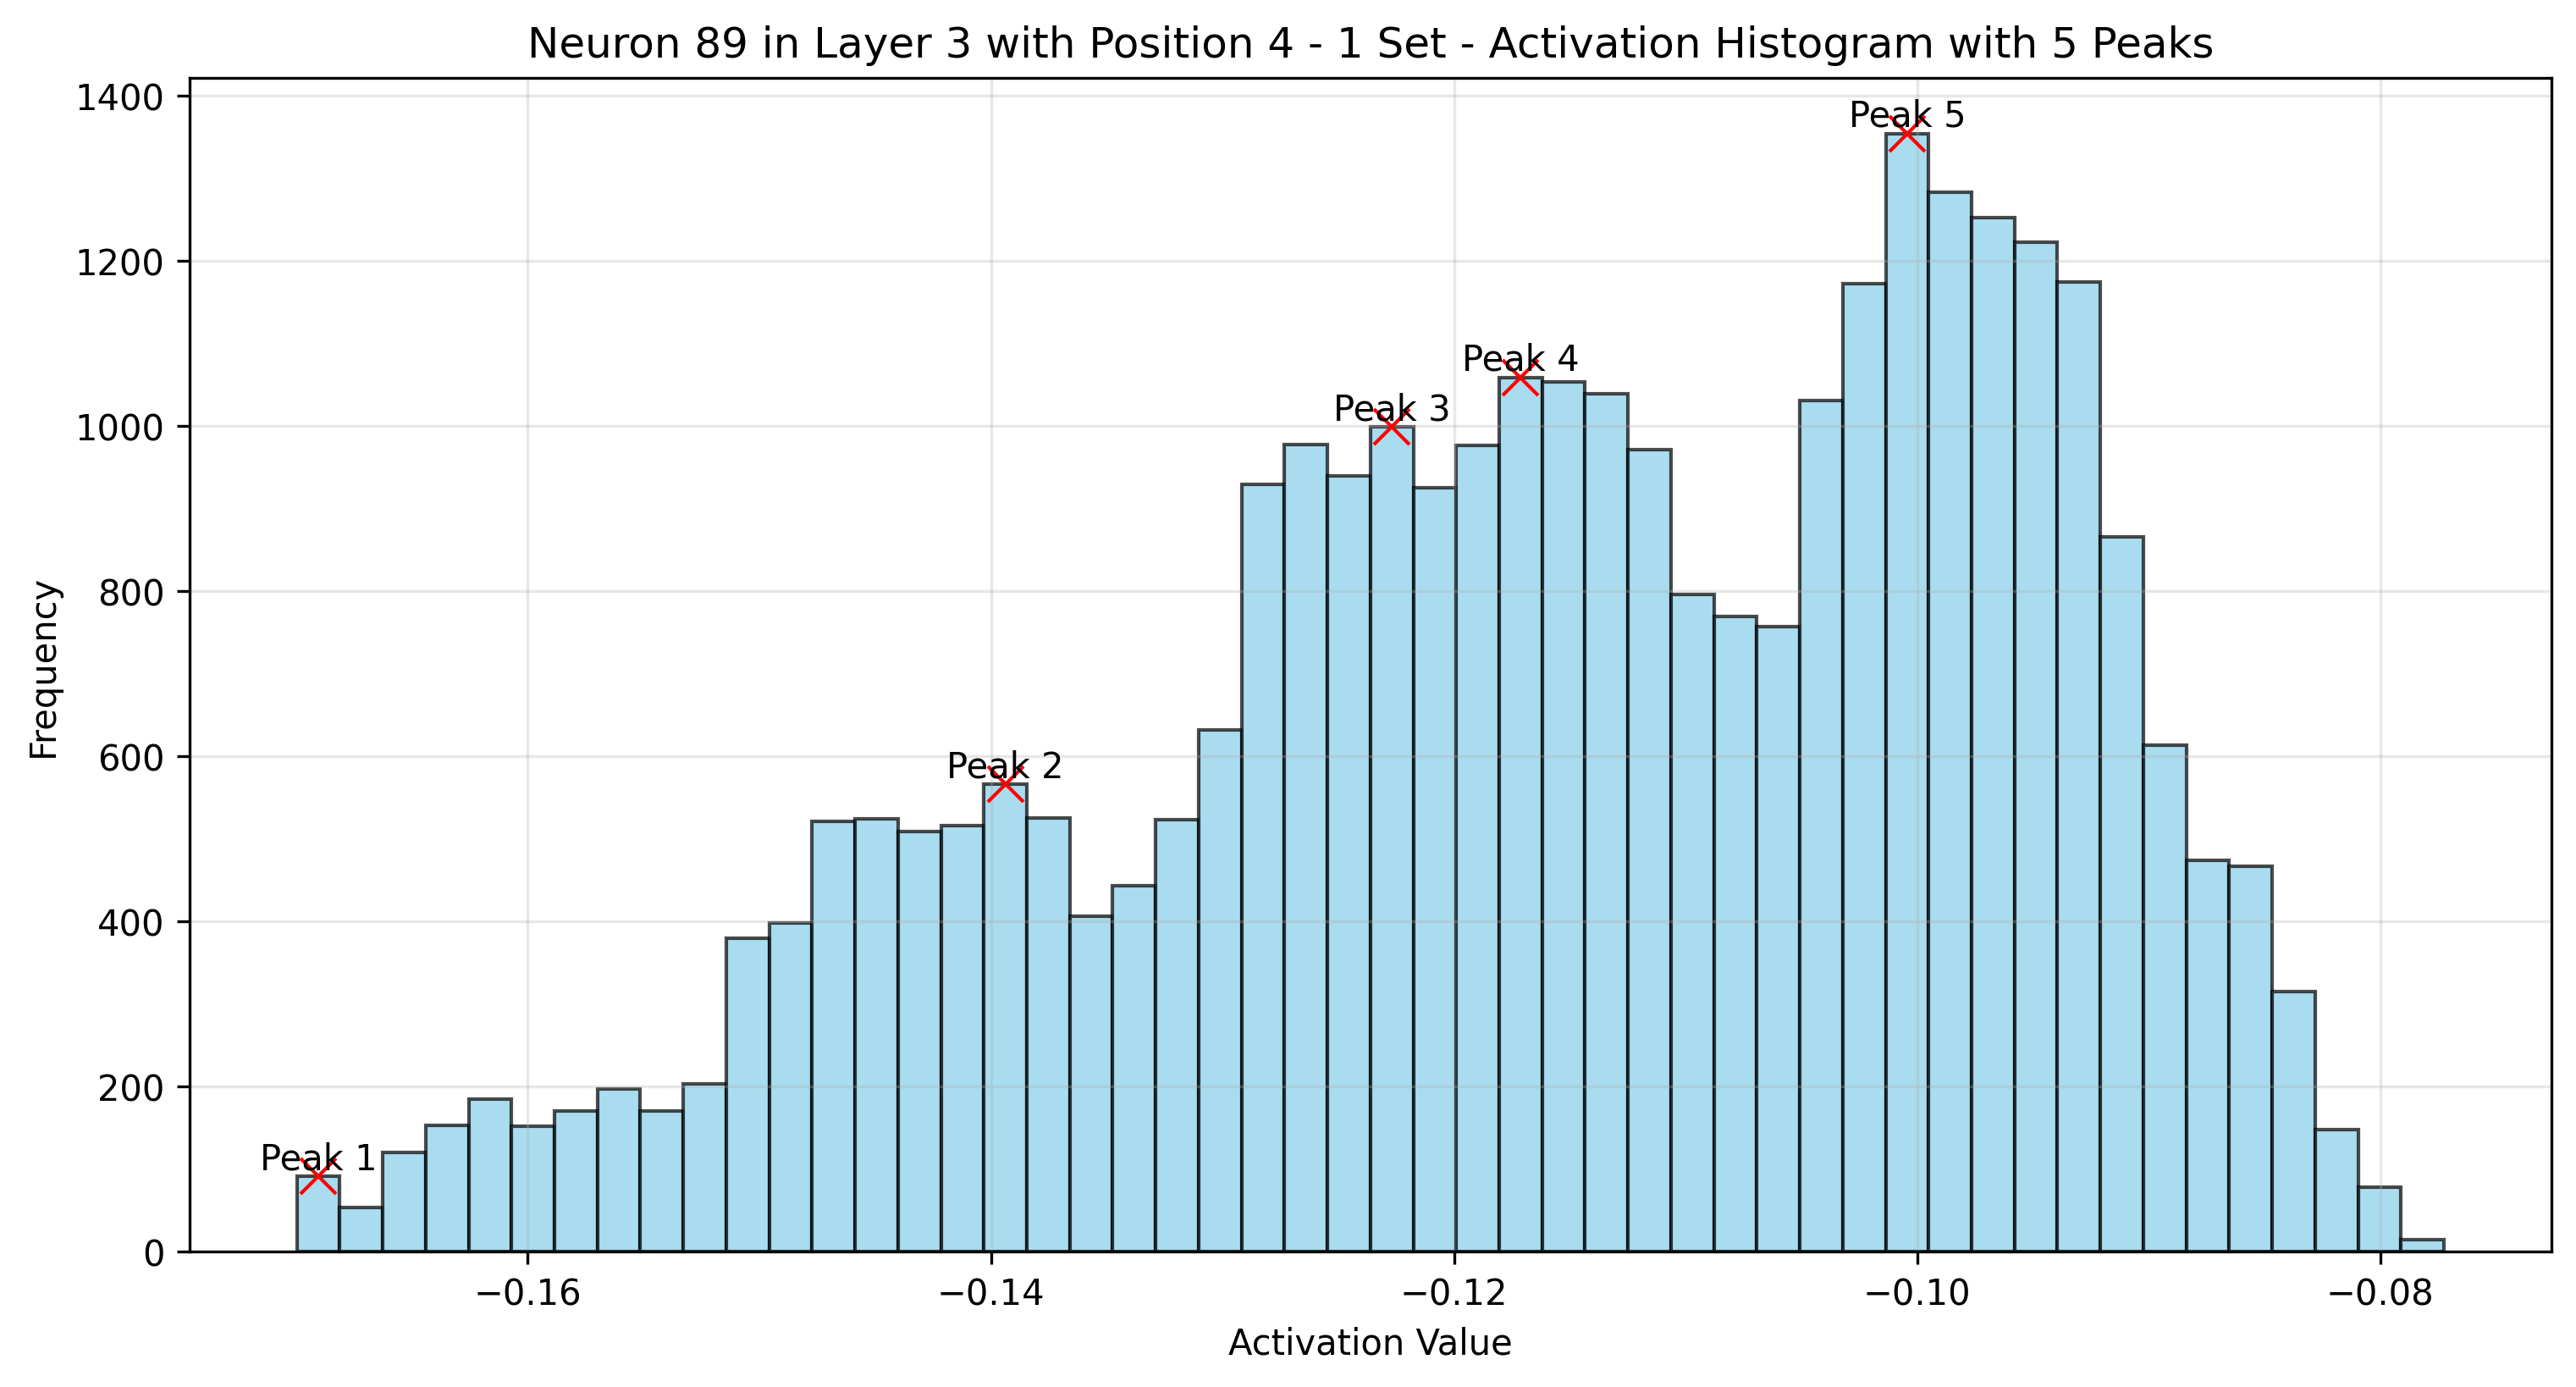 Neuron 89 in Layer 3 with Position 4 - 1 Set - Activation Histogram with 5 Peaks
1400
1200
1000
800
600
400
200
0
Frequency
Peak 1
Peak 2
Peak 3
Peak 4
Peak 5
−0.16
−0.14
−0.12
−0.10
−0.08
Activation Value